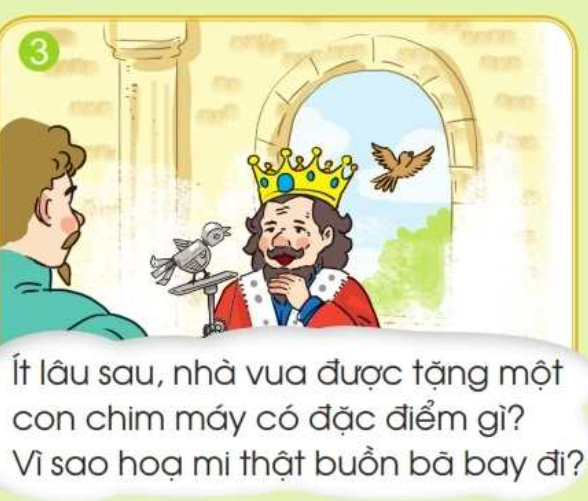 3
Ít lâu sau, nhà vua được tặng một
con chim máy có đặc điểm gì?
Vì sao hoạ mi thật buồn bã bay đi?